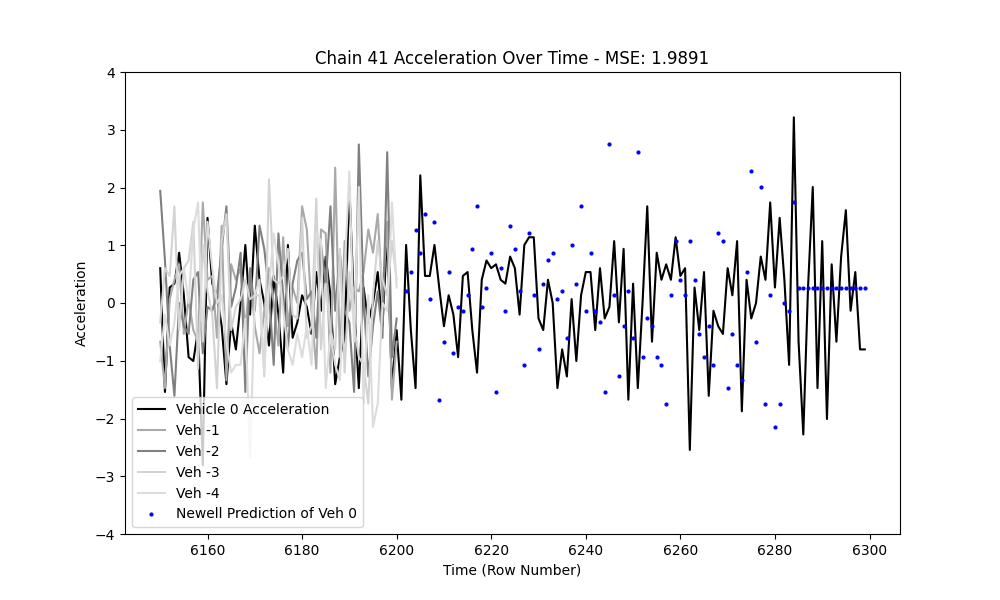 Chain 41 Acceleration Over Time - MSE: 1.9891
4
3
2
1
0
−1
−2
−3
−4
Acceleration
Vehicle 0 Acceleration
Veh -1
Veh -2
Veh -3
Veh -4
Newell Prediction of Veh 0
6160 6180 6200 6220 6240 6260 6280 6300
Time (Row Number)